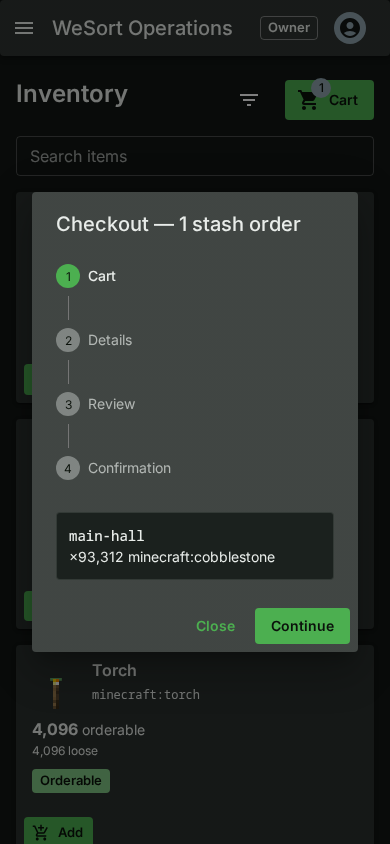 WeSort Operations
Owner
Inventory
1
Cart
Search items
Checkout — 1 stash order
1 Cart
2 Details
3 Review
4 Confirmation
main-hall
×93,312 minecraft:cobblestone
Close
Continue
Torch
minecraft:torch
4,096 orderable
4,096 loose
Orderable
Add